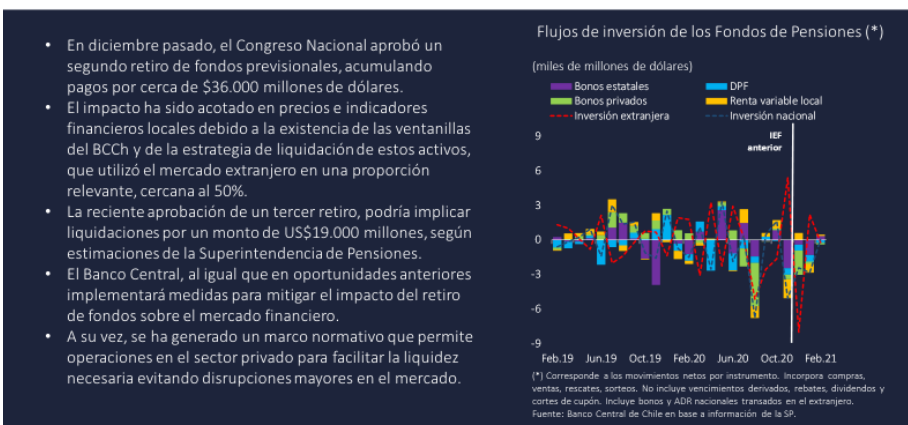 • En diciembre pasado, el Congreso Nacional aprobó un
segundo retiro de fondos previsionales, acumulando
pagos por cerca de $36.000 millones de dólares.
• El impacto ha sido acotado en precios e indicadores
financieros locales debido a la existencia de las ventanillas
del BCCh y de la estrategia de liquidación de estos activos,
que utilizó el mercado extranjero en una proporción
relevante, cercana al 50%.
• La reciente aprobación de un tercer retiro, podría implicar
liquidaciones por un monto de US$19.000 millones, según
estimaciones de la Superintendencia de Pensiones.
• El Banco Central, al igual que en oportunidades anteriores
implementará medidas para mitigar el impacto del retiro
de fondos sobre el mercado financiero.
• A su vez, se ha generado un marco normativo que permite
operaciones en el sector privado para facilitar la liquidez
necesaria evitando disrupciones mayores en el mercado.
Flujos de inversión de los Fondos de Pensiones (*)
(miles de millones de dólares)
Bonos estatales DPF
Bonos privados Renta variable local
Inversión extranjera Inversión nacional
IEF
anterior
9
6
3
0
-3
-6
-9
Feb.19 Jun.19 Oct.19 Feb.20 Jun.20 Oct.20 Feb.21
(*) Corresponde a los movimientos netos por instrumento. Incorpora compras,
ventas, rescates, sorteos. No incluye vencimientos derivados, rebates, dividendos y
cortes de cupón. Incluye bonos y ADR nacionales transados en el extranjero.
Fuente: Banco Central de Chile en base a información de la SP.